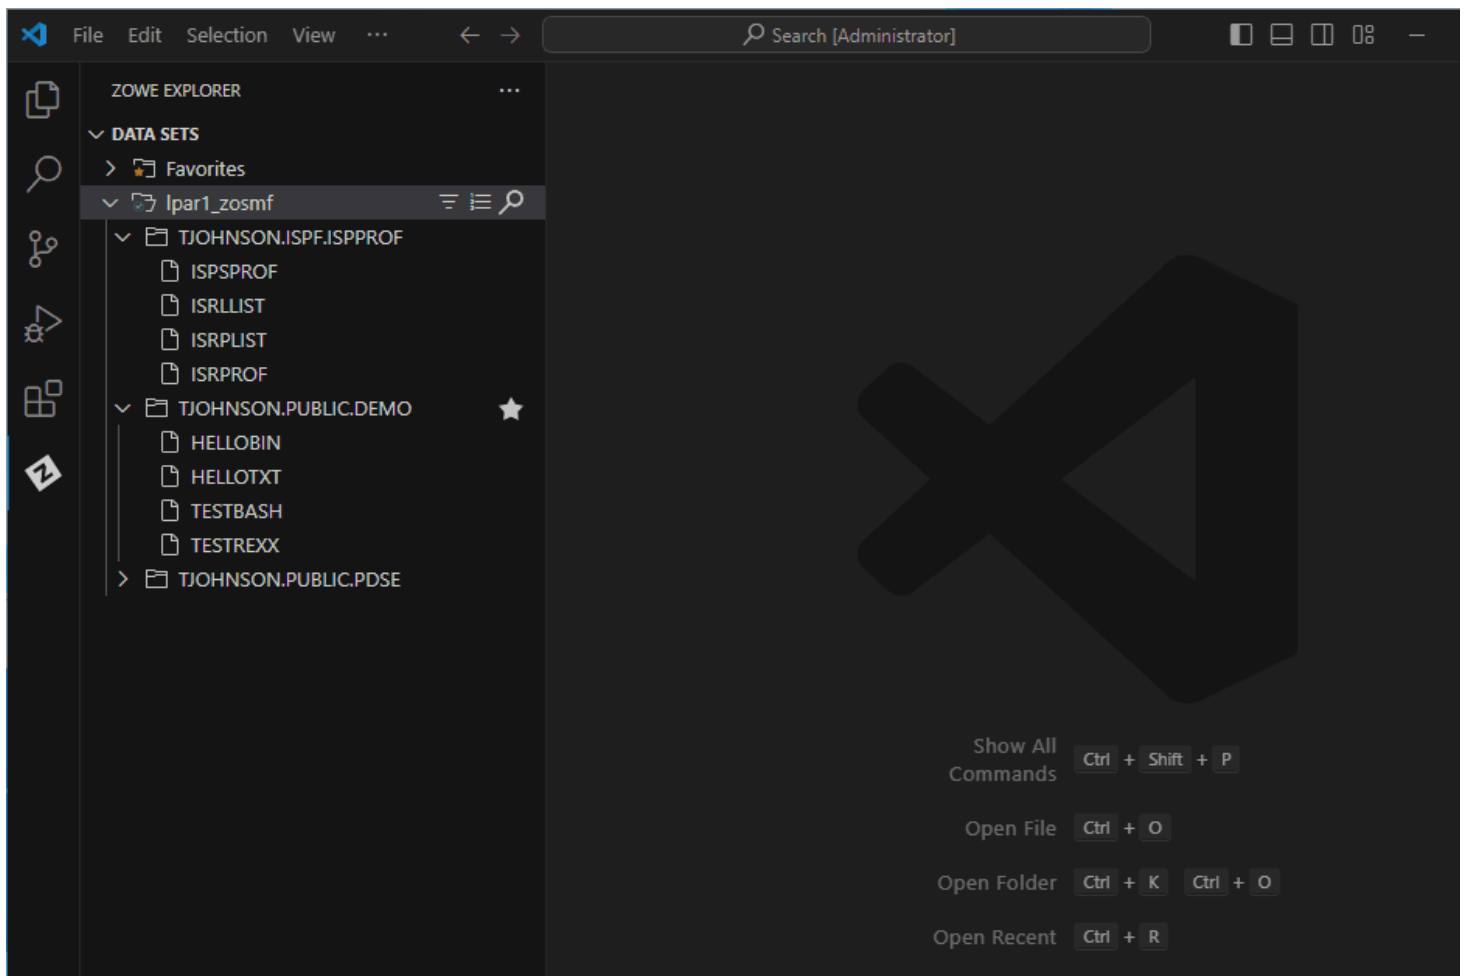 File Edit Selection View ··· Search [Administrator]
ZOWE EXPLORER ···
DATA SETS
Favorites
lpar1_zosmf
TJOHNSON.ISPF.ISPPROF
ISPSPROF
ISRLLIST
ISRPLIST
ISRPROF
TJOHNSON.PUBLIC.DEMO
HELLOBIN
HELLOTXT
TESTBASH
TESTREXX
TJOHNSON.PUBLIC.PDSE
Show All
Commands Ctrl + Shift + P
Open File Ctrl + O
Open Folder Ctrl + K Ctrl + O
Open Recent Ctrl + R